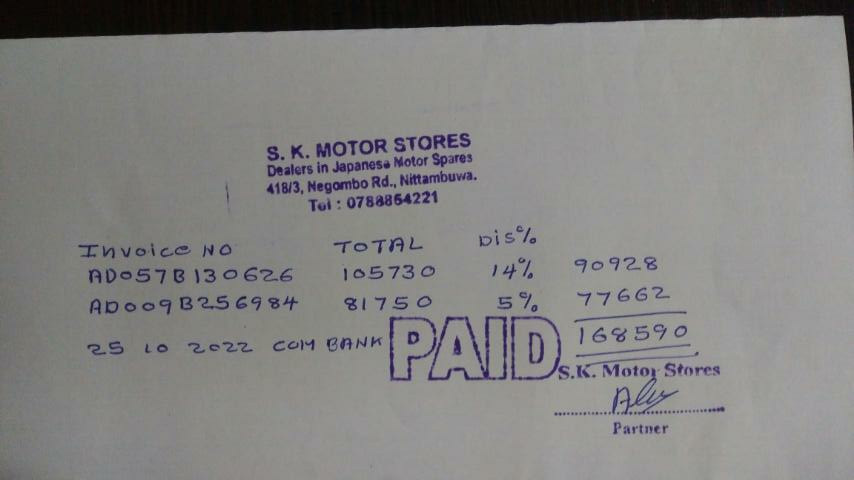 S. K. MOTOR STORES
Dealers in Japanese Motor Spares
418/3, Negombo Rd., Nittambuwa.
Tel : 0788854221
Invoice NO TOTAL Dis%
AD057B130626 105730 14% 90928
AD009B256984 81750 5% 77662
168590
25 10 2022 COM BANK PAID
S.K. Motor Stores
Partner